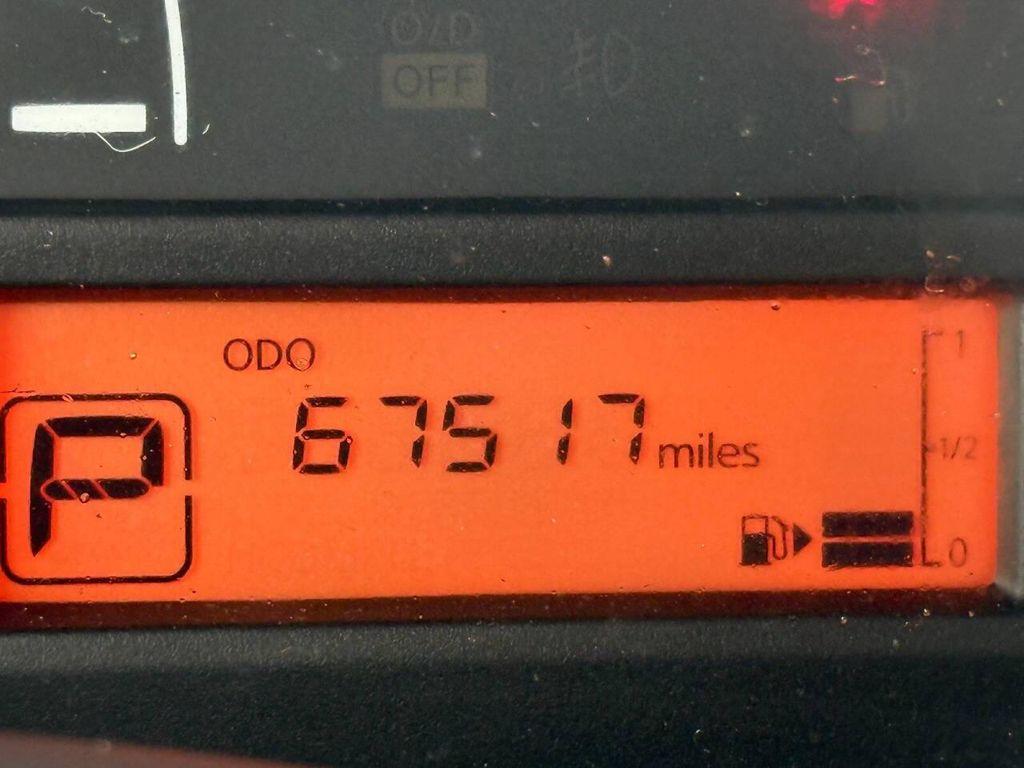 O/D
OFF
ODO
67517 miles
P
1
1/2
0